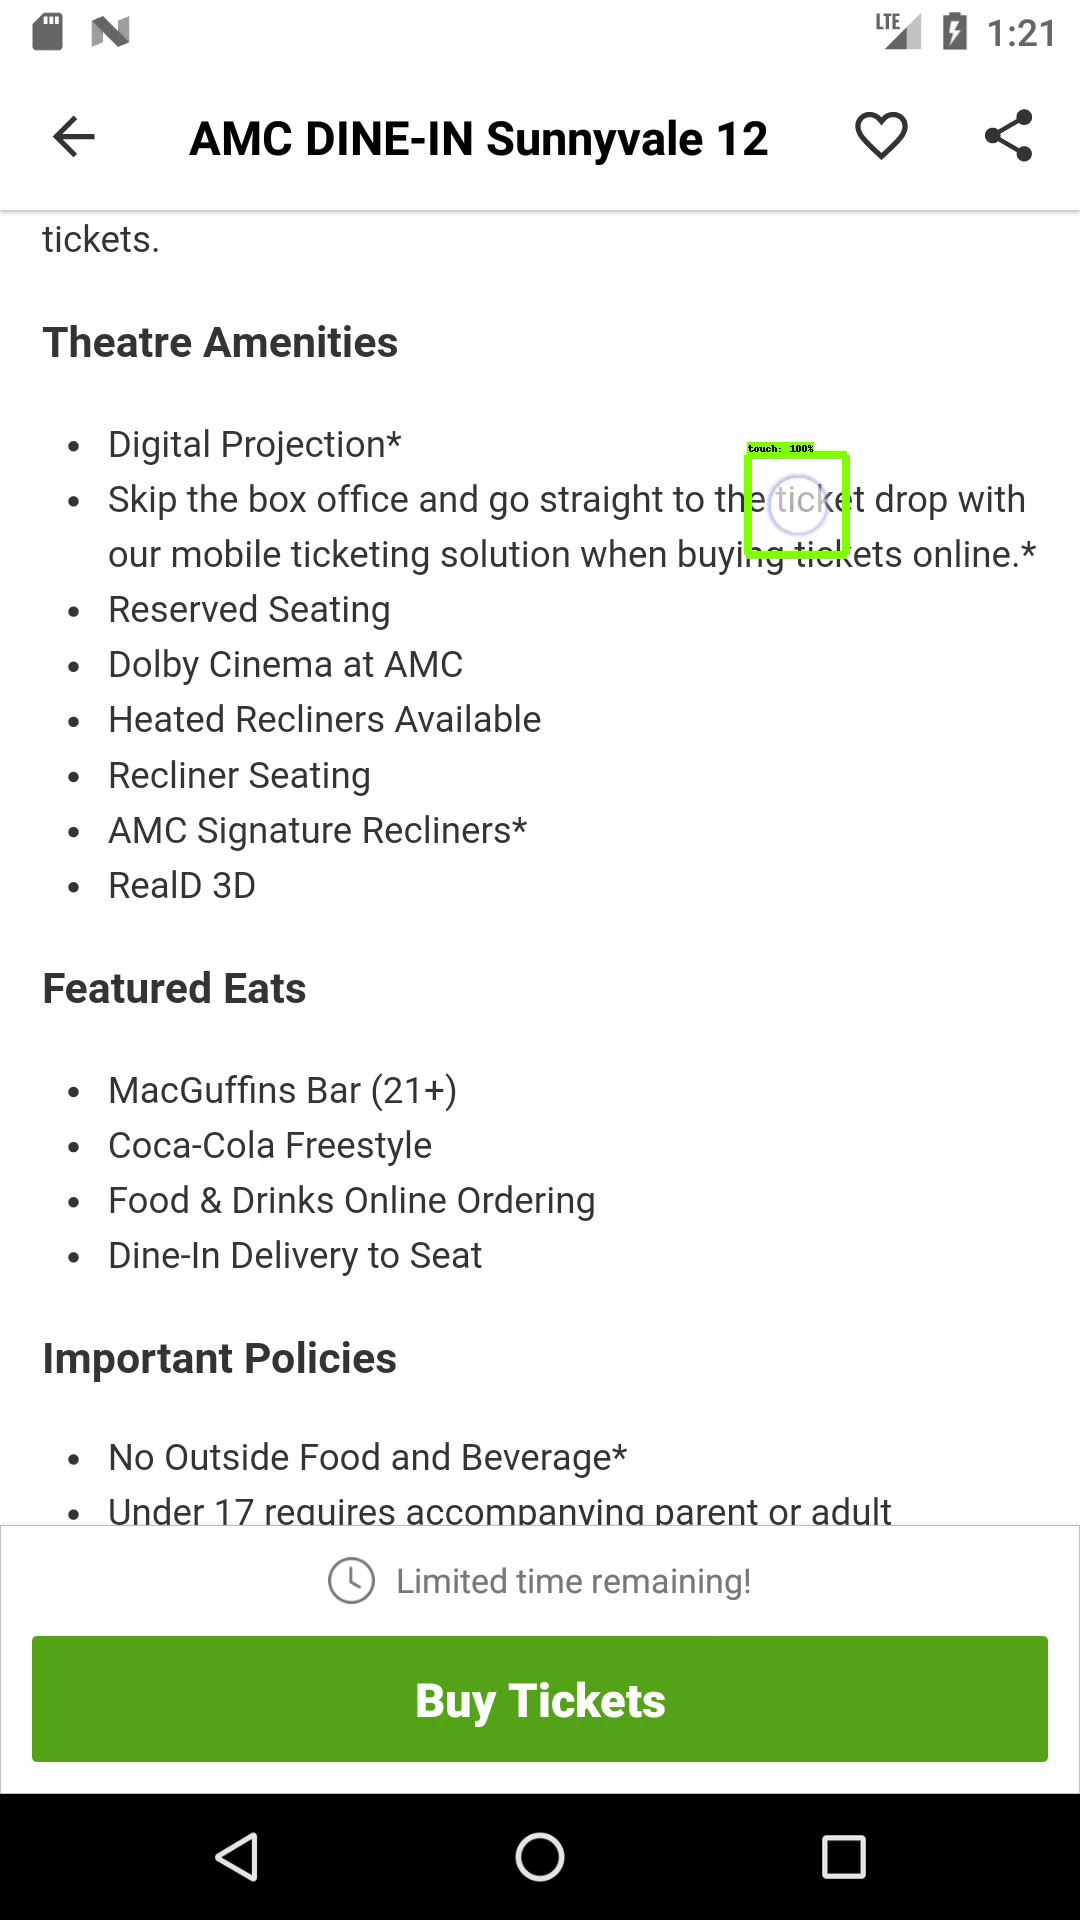 LTE 1:21
AMC DINE-IN Sunnyvale 12
tickets.
Theatre Amenities
• Digital Projection*
touch: 100%
• Skip the box office and go straight to the ticket drop with
our mobile ticketing solution when buying tickets online.*
• Reserved Seating
• Dolby Cinema at AMC
• Heated Recliners Available
• Recliner Seating
• AMC Signature Recliners*
• RealD 3D
Featured Eats
• MacGuffins Bar (21+)
• Coca-Cola Freestyle
• Food & Drinks Online Ordering
• Dine-In Delivery to Seat
Important Policies
• No Outside Food and Beverage*
• Under 17 requires accompanying parent or adult
Limited time remaining!
Buy Tickets